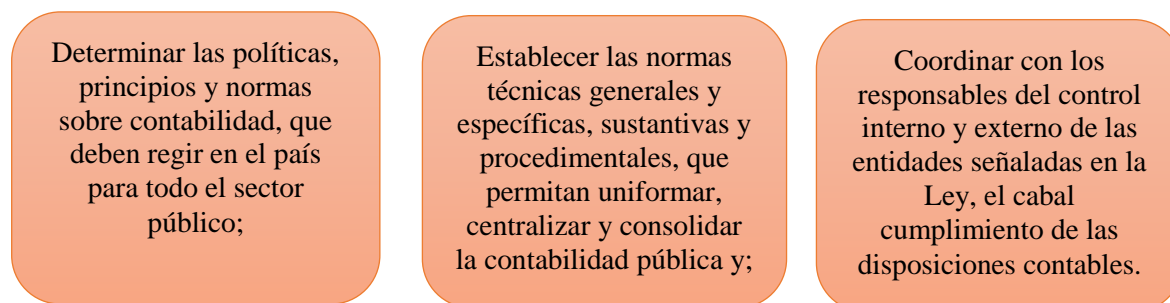 Determinar las políticas,
principios y normas
sobre contabilidad, que
deben regir en el país
para todo el sector
público;
Establecer las normas
técnicas generales y
específicas, sustantivas y
procedimentales, que
permitan uniformar,
centralizar y consolidar
la contabilidad pública y;
Coordinar con los
responsables del control
interno y externo de las
entidades señaladas en la
Ley, el cabal
cumplimiento de las
disposiciones contables.